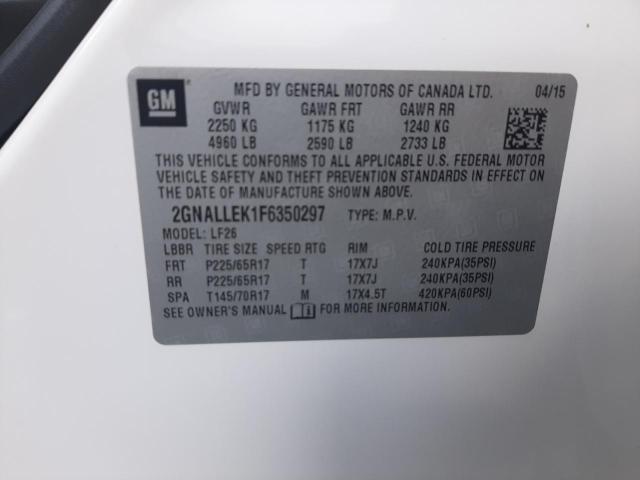 GM
MFD BY GENERAL MOTORS OF CANADA LTD. 04/15
GVWR GAWR FRT GAWR RR
2250 KG 1175 KG 1240 KG
4960 LB 2590 LB 2733 LB
THIS VEHICLE CONFORMS TO ALL APPLICABLE U.S. FEDERAL MOTOR
VEHICLE SAFETY AND THEFT PREVENTION STANDARDS IN EFFECT ON
THE DATE OF MANUFACTURE SHOWN ABOVE.
2GNALLEK1F6350297 TYPE: M.P.V.
MODEL: LF26
LBBR TIRE SIZE SPEED RTG RIM COLD TIRE PRESSURE
FRT P225/65R17 T 17X7J 240KPA(35PSI)
RR P225/65R17 T 17X7J 240KPA(35PSI)
SPA T145/70R17 M 17X4.5T 420KPA(60PSI)
SEE OWNER'S MANUAL FOR MORE INFORMATION.